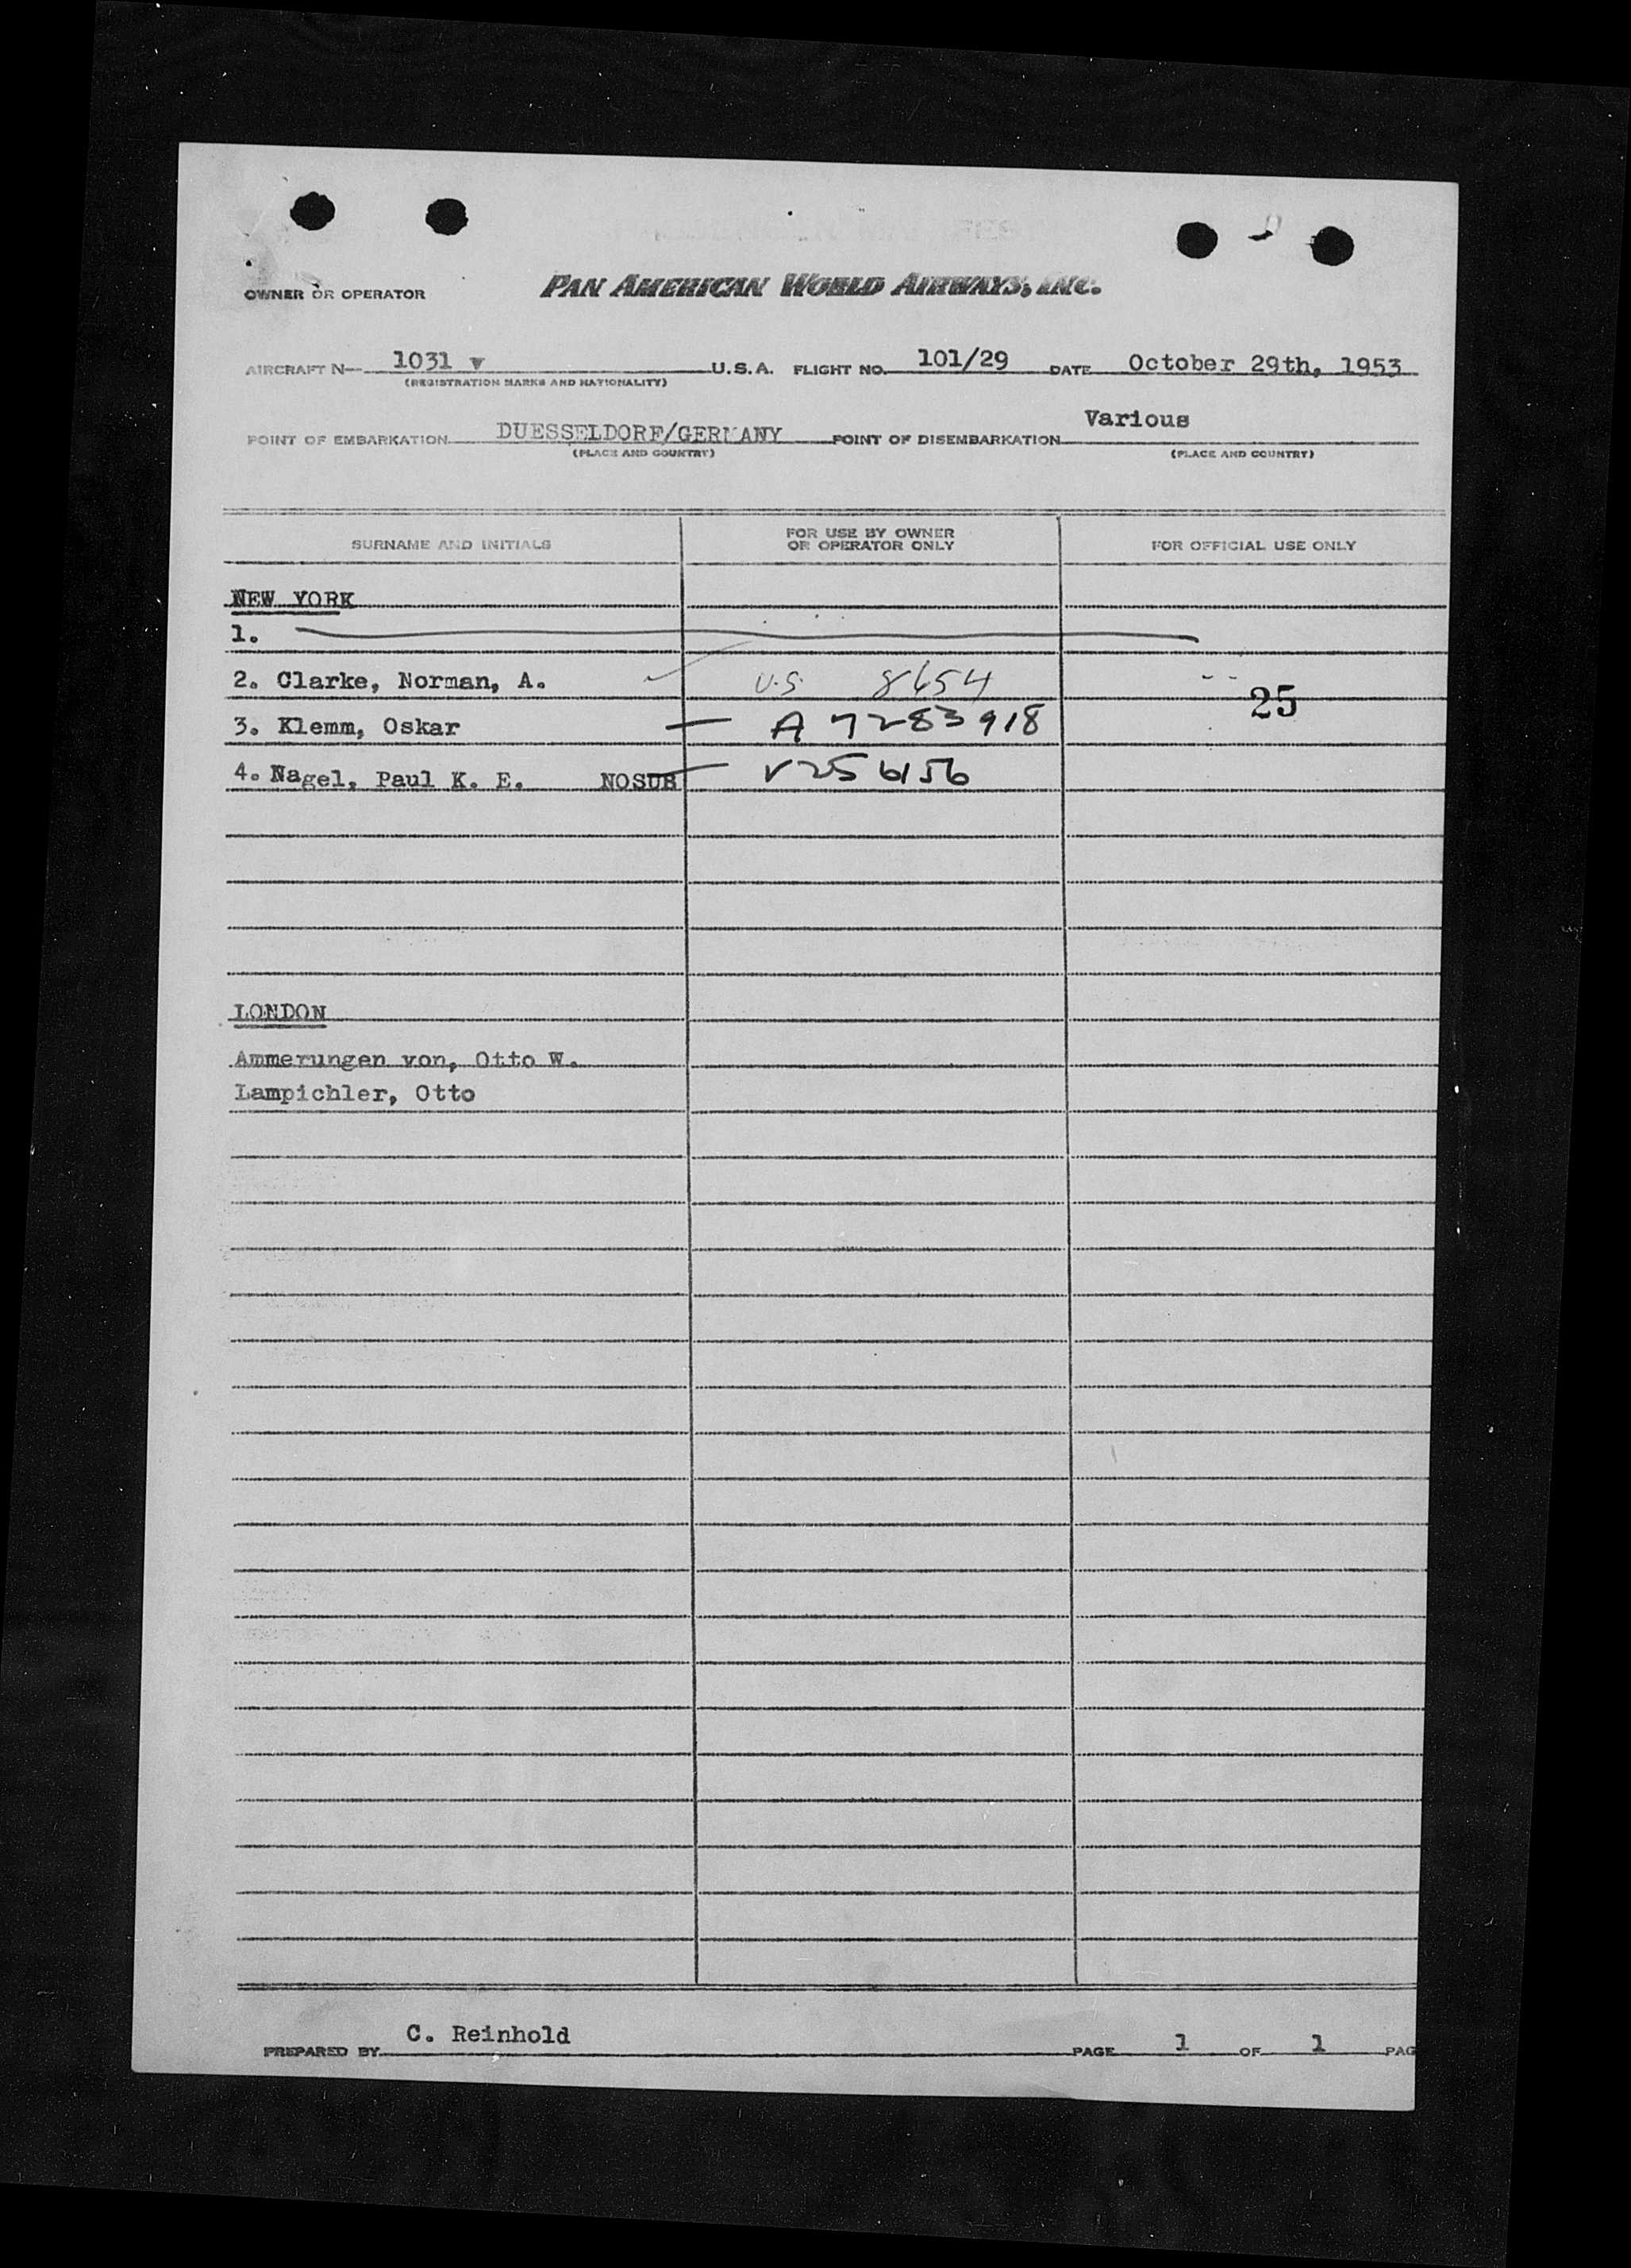 OWNER OR OPERATOR PAN AMERICAN WORLD AIRWAYS, INC.
AIRCRAFT N— 1031 v U.S.A. FLIGHT NO. 101/29 DATE October 29th, 1953
(REGISTRATION MARKS AND NATIONALITY)
POINT OF EMBARKATION DUESSELDORF/GERMANY POINT OF DISEMBARKATION Various
(PLACE AND COUNTRY) (PLACE AND COUNTRY)
SURNAME AND INITIALS FOR USE BY OWNER OR OPERATOR ONLY FOR OFFICIAL USE ONLY
NEW YORK
1.
2. Clarke, Norman, A. U.S. 8654
25
3. Klemm, Oskar — A 7283918
4. Nagel, Paul K. E. NOSUB — V256156
LONDON
Ammerungen von, Otto W.
Lampichler, Otto
PREPARED BY C. Reinhold PAGE 1 OF 1 PAG